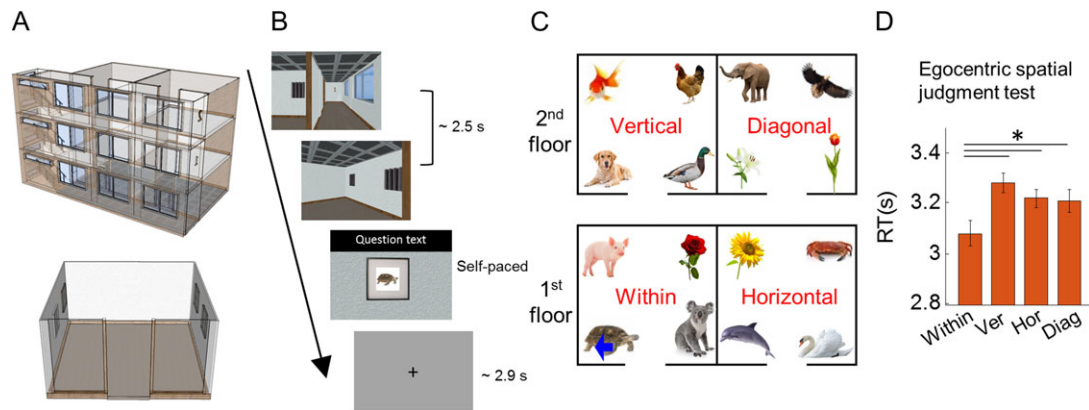 A
B
~ 2.5 s
Question text
Self-paced
+
~ 2.9 s
C
2nd
floor
Vertical
Diagonal
1st
floor
Within
Horizontal
D
Egocentric spatial
judgment test
*
3.4
3.2
3
2.8
RT(s)
Within
Ver
Hor
Diag